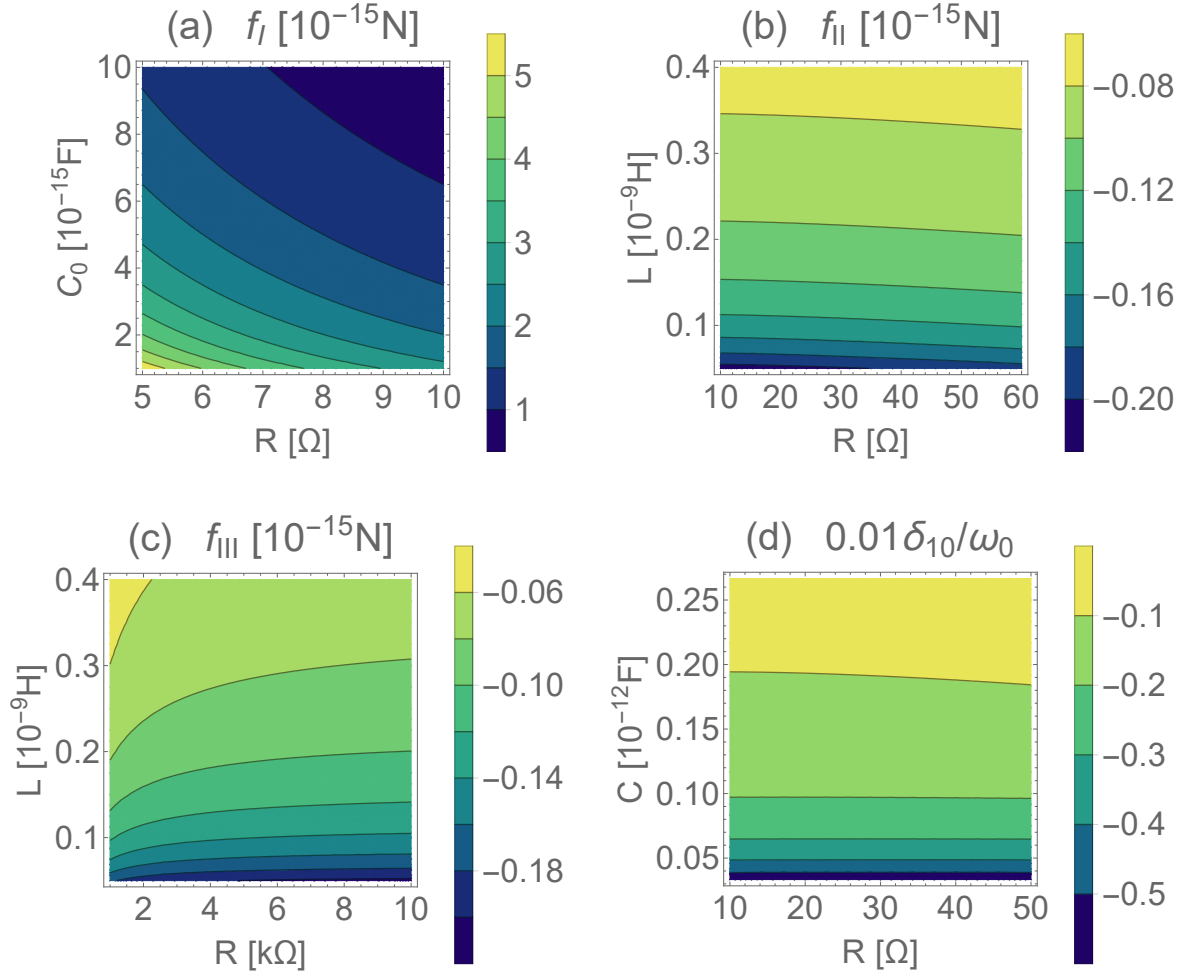 (a) f_I [10⁻¹⁵N]
10
8
6
4
2
C₀ [10⁻¹⁵F]
5 6 7 8 9 10
R [Ω]
5
4
3
2
1
(b) f_II [10⁻¹⁵N]
0.4
0.3
0.2
0.1
L [10⁻⁹H]
10 20 30 40 50 60
R [Ω]
−0.08
−0.12
−0.16
−0.20
(c) f_III [10⁻¹⁵N]
0.4
0.3
0.2
0.1
L [10⁻⁹H]
2 4 6 8 10
R [kΩ]
−0.06
−0.10
−0.14
−0.18
(d) 0.01δ₁₀/ω₀
0.25
0.20
0.15
0.10
0.05
C [10⁻¹²F]
10 20 30 40 50
R [Ω]
−0.1
−0.2
−0.3
−0.4
−0.5